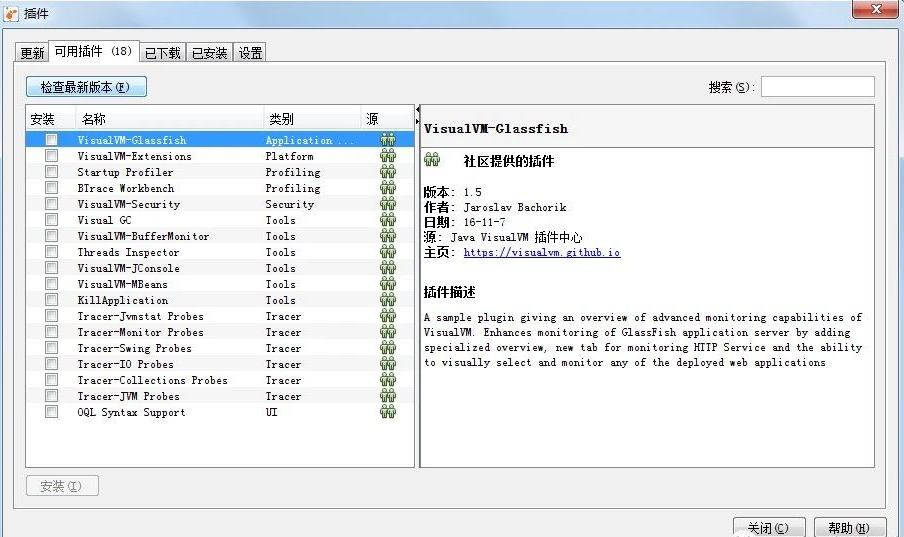 插件
更新 可用插件 (18) 已下载 已安装 设置
检查最新版本(F) 搜索(S):
安装 名称 类别 源
VisualVM-Glassfish Application ...
VisualVM-Extensions Platform
Startup Profiler Profiling
BTrace Workbench Profiling
VisualVM-Security Security
Visual GC Tools
VisualVM-BufferMonitor Tools
Threads Inspector Tools
VisualVM-JConsole Tools
VisualVM-MBeans Tools
KillApplication Tools
Tracer-Jvmstat Probes Tracer
Tracer-Monitor Probes Tracer
Tracer-Swing Probes Tracer
Tracer-IO Probes Tracer
Tracer-Collections Probes Tracer
Tracer-JVM Probes Tracer
OQL Syntax Support UI
VisualVM-Glassfish
社区提供的插件
版本: 1.5
作者: Jaroslav Bachorik
日期: 16-11-7
源: Java VisualVM 插件中心
主页: https://visualvm.github.io
插件描述
A sample plugin giving an overview of advanced monitoring capabilities of
VisualVM. Enhances monitoring of GlassFish application server by adding
specialized overview, new tab for monitoring HTTP Service and the ability
to visually select and monitor any of the deployed web applications
安装(I)
关闭(C) 帮助(H)